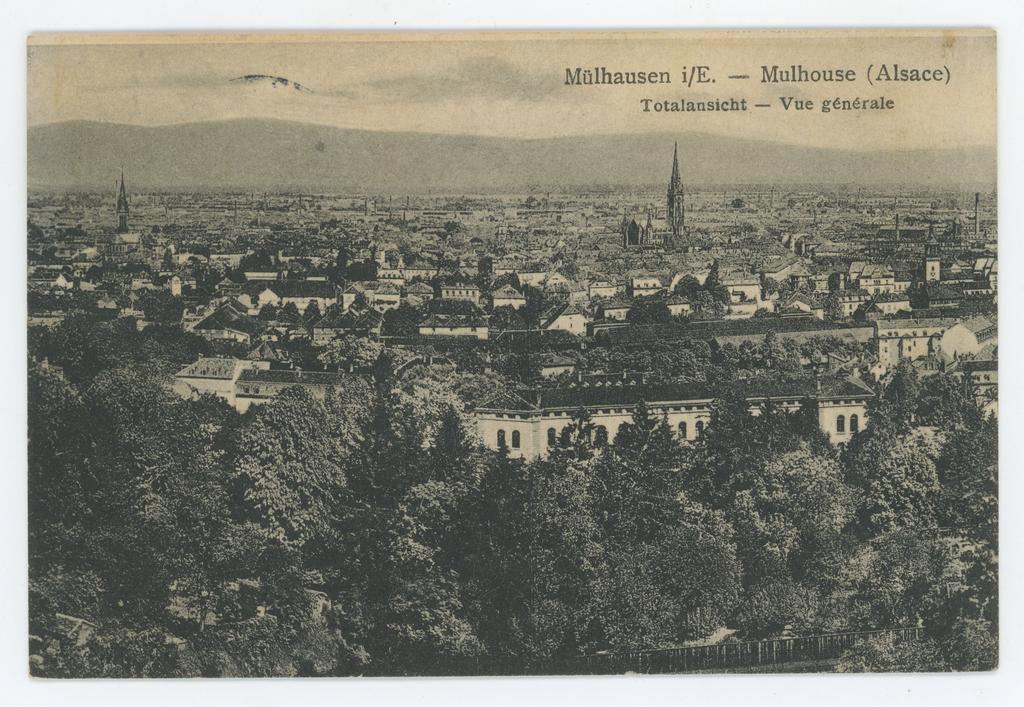 Mülhausen i/E. — Mulhouse (Alsace)
Totalansicht — Vue générale